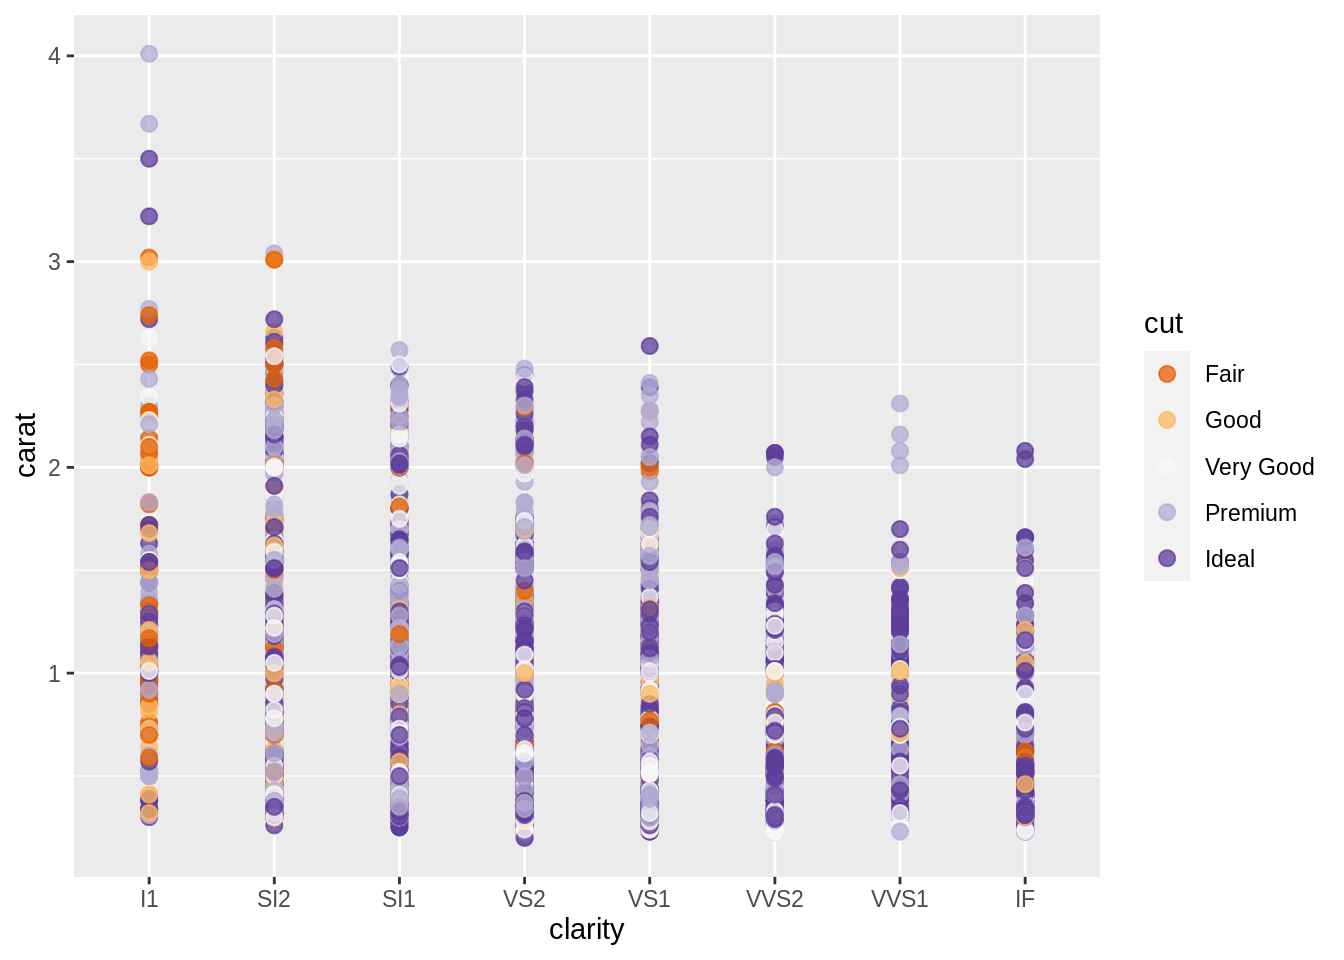 4
3
2
1
carat
I1 SI2 SI1 VS2 VS1 VVS2 VVS1 IF
clarity
cut
Fair
Good
Very Good
Premium
Ideal